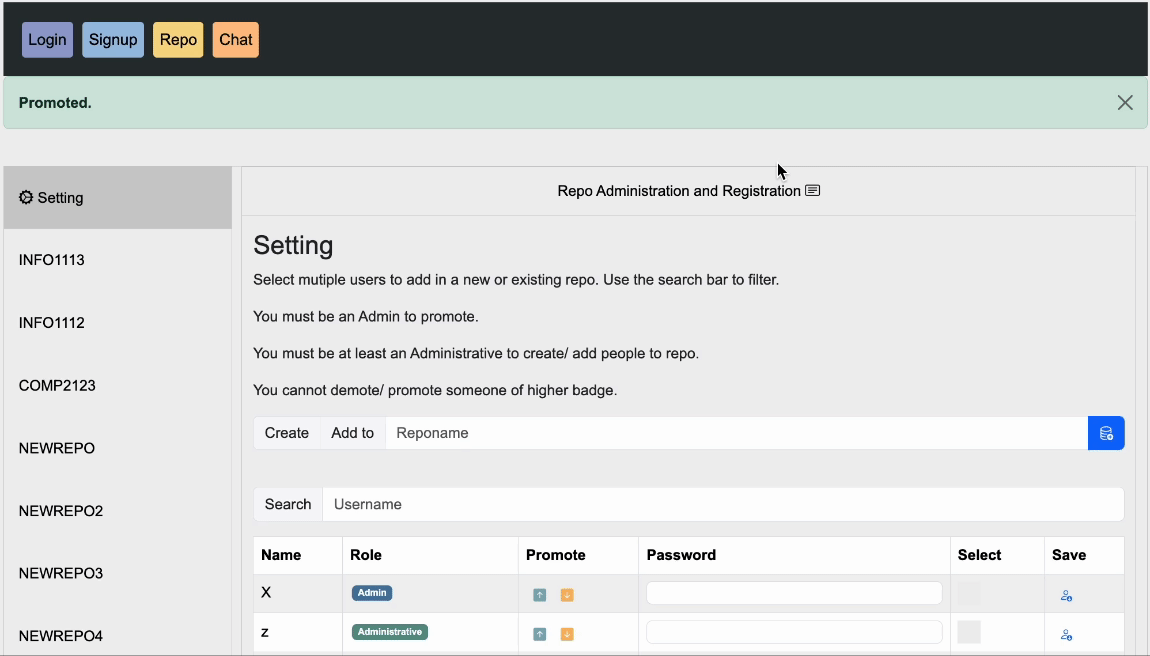 Login Signup Repo Chat
Promoted.
Setting
INFO1113
INFO1112
COMP2123
NEWREPO
NEWREPO2
NEWREPO3
NEWREPO4
Repo Administration and Registration
Setting
Select mutiple users to add in a new or existing repo. Use the search bar to filter.
You must be an Admin to promote.
You must be at least an Administrative to create/ add people to repo.
You cannot demote/ promote someone of higher badge.
Create Add to Reponame
Search Username
Name Role Promote Password Select Save
X Admin
z Administrative